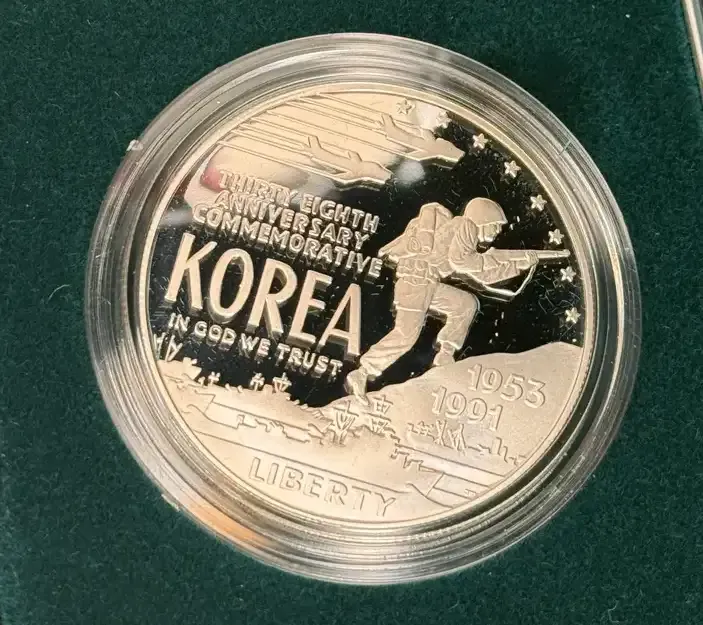 THIRTY EIGHTH
ANNIVERSARY
COMMEMORATIVE
KOREA
IN GOD WE TRUST
1953
1991
LIBERTY